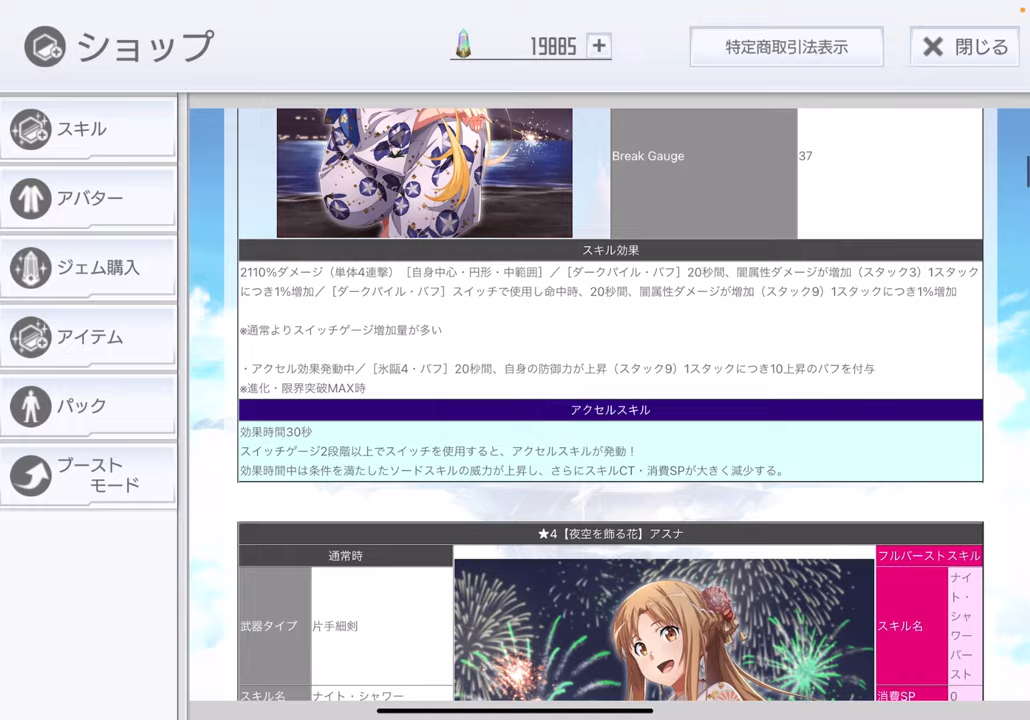 ショップ
19885
特定商取引法表示
閉じる
スキル
アバター
ジェム購入
アイテム
パック
ブースト
モード
Break Gauge
37
スキル効果
2110%ダメージ（単体4連撃）［自身中心・円形・中範囲］／［ダークパイル・バフ］20秒間、闇属性ダメージが増加（スタック3）1スタック
につき1%増加／［ダークパイル・バフ］スイッチで使用し命中時、20秒間、闇属性ダメージが増加（スタック9）1スタックにつき1%増加
※通常よりスイッチゲージ増加量が多い
・アクセル効果発動中／［氷甌4・バフ］20秒間、自身の防御力が上昇（スタック9）1スタックにつき10上昇のバフを付与
※進化・限界突破MAX時
アクセルスキル
効果時間30秒
スイッチゲージ2段階以上でスイッチを使用すると、アクセルスキルが発動！
効果時間中は条件を満たしたソードスキルの威力が上昇し、さらにスキルCT・消費SPが大きく減少する。
★4【夜空を飾る花】アスナ
通常時
フルバーストスキル
武器タイプ
片手細剣
スキル名
ナイ
ト・
シャ
ワー
バー
スト
スキル名
ナイト・シャワー
消費SP
0